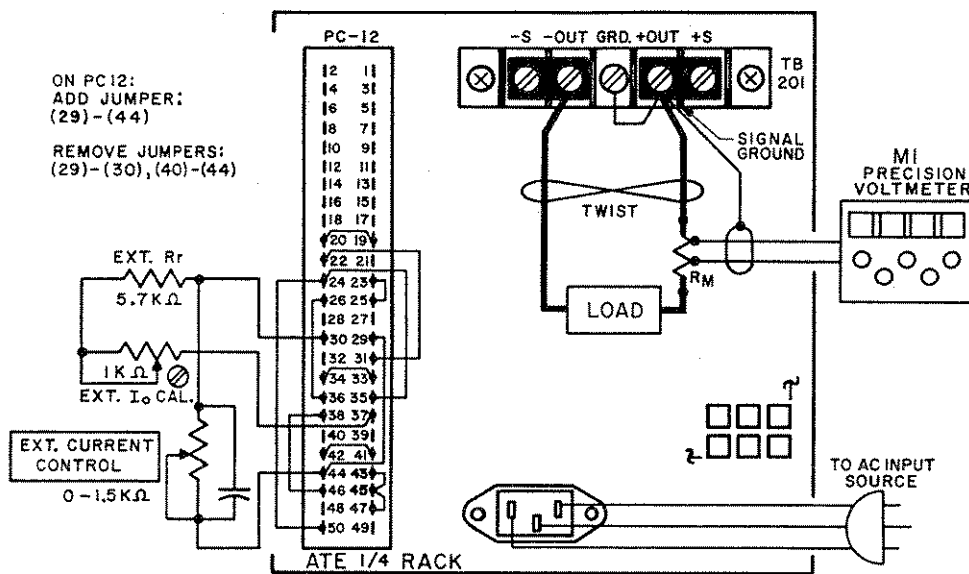 PC-12
-S -OUT GRD. +OUT +S
TB
201
ON PC12:
ADD JUMPER:
(29)-(44)
REMOVE JUMPERS:
(29)-(30),(40)-(44)
2 1
4 3
6 5
8 7
10 9
12 11
14 13
16 15
18 17
20 19
22 21
24 23
26 25
28 27
30 29
32 31
34 33
36 35
38 37
40 39
42 41
44 43
46 45
48 47
50 49
SIGNAL
GROUND
M1
PRECISION
VOLTMETER
TWIST
RM
LOAD
EXT. Rr
5.7KΩ
1KΩ
EXT. Io CAL.
EXT. CURRENT
CONTROL
0-1.5KΩ
TO AC INPUT
SOURCE
ATE 1/4 RACK